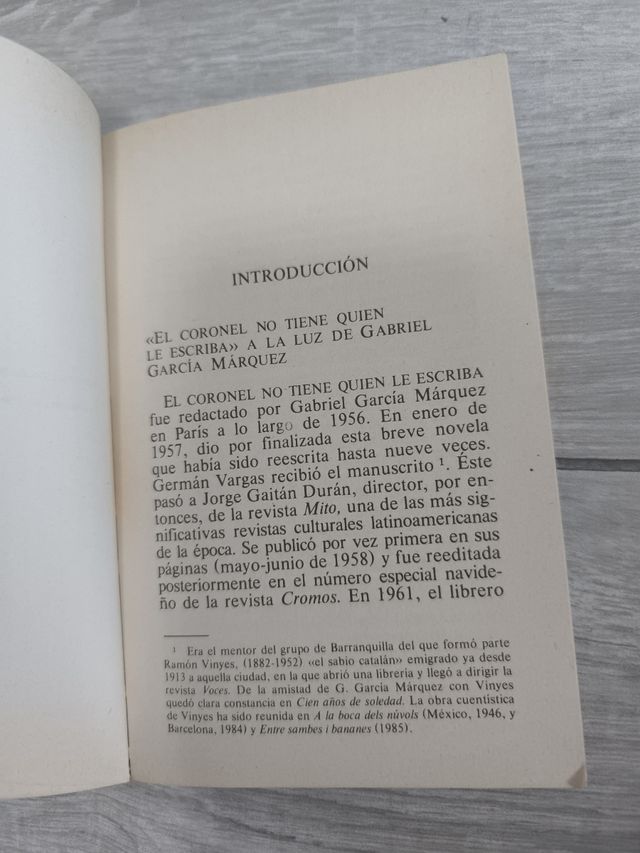 INTRODUCCIÓN
«EL CORONEL NO TIENE QUIEN
LE ESCRIBA» A LA LUZ DE GABRIEL
GARCÍA MÁRQUEZ
EL CORONEL NO TIENE QUIEN LE ESCRIBA
fue redactado por Gabriel García Márquez
en París a lo largo de 1956. En enero de
1957, dio por finalizada esta breve novela
que había sido reescrita hasta nueve veces.
Germán Vargas recibió el manuscrito ¹. Éste
pasó a Jorge Gaitán Durán, director, por en-
tonces, de la revista Mito, una de las más sig-
nificativas revistas culturales latinoamericanas
de la época. Se publicó por vez primera en sus
páginas (mayo-junio de 1958) y fue reeditada
posteriormente en el número especial navide-
ño de la revista Cromos. En 1961, el librero
¹ Era el mentor del grupo de Barranquilla del que formó parte
Ramón Vinyes, (1882-1952) «el sabio catalán» emigrado ya desde
1913 a aquella ciudad, en la que abrió una librería y llegó a dirigir la
revista Voces. De la amistad de G. García Márquez con Vinyes
quedó clara constancia en Cien años de soledad. La obra cuentística
de Vinyes ha sido reunida en A la boca dels núvols (México, 1946, y
Barcelona, 1984) y Entre sambes i bananes (1985).